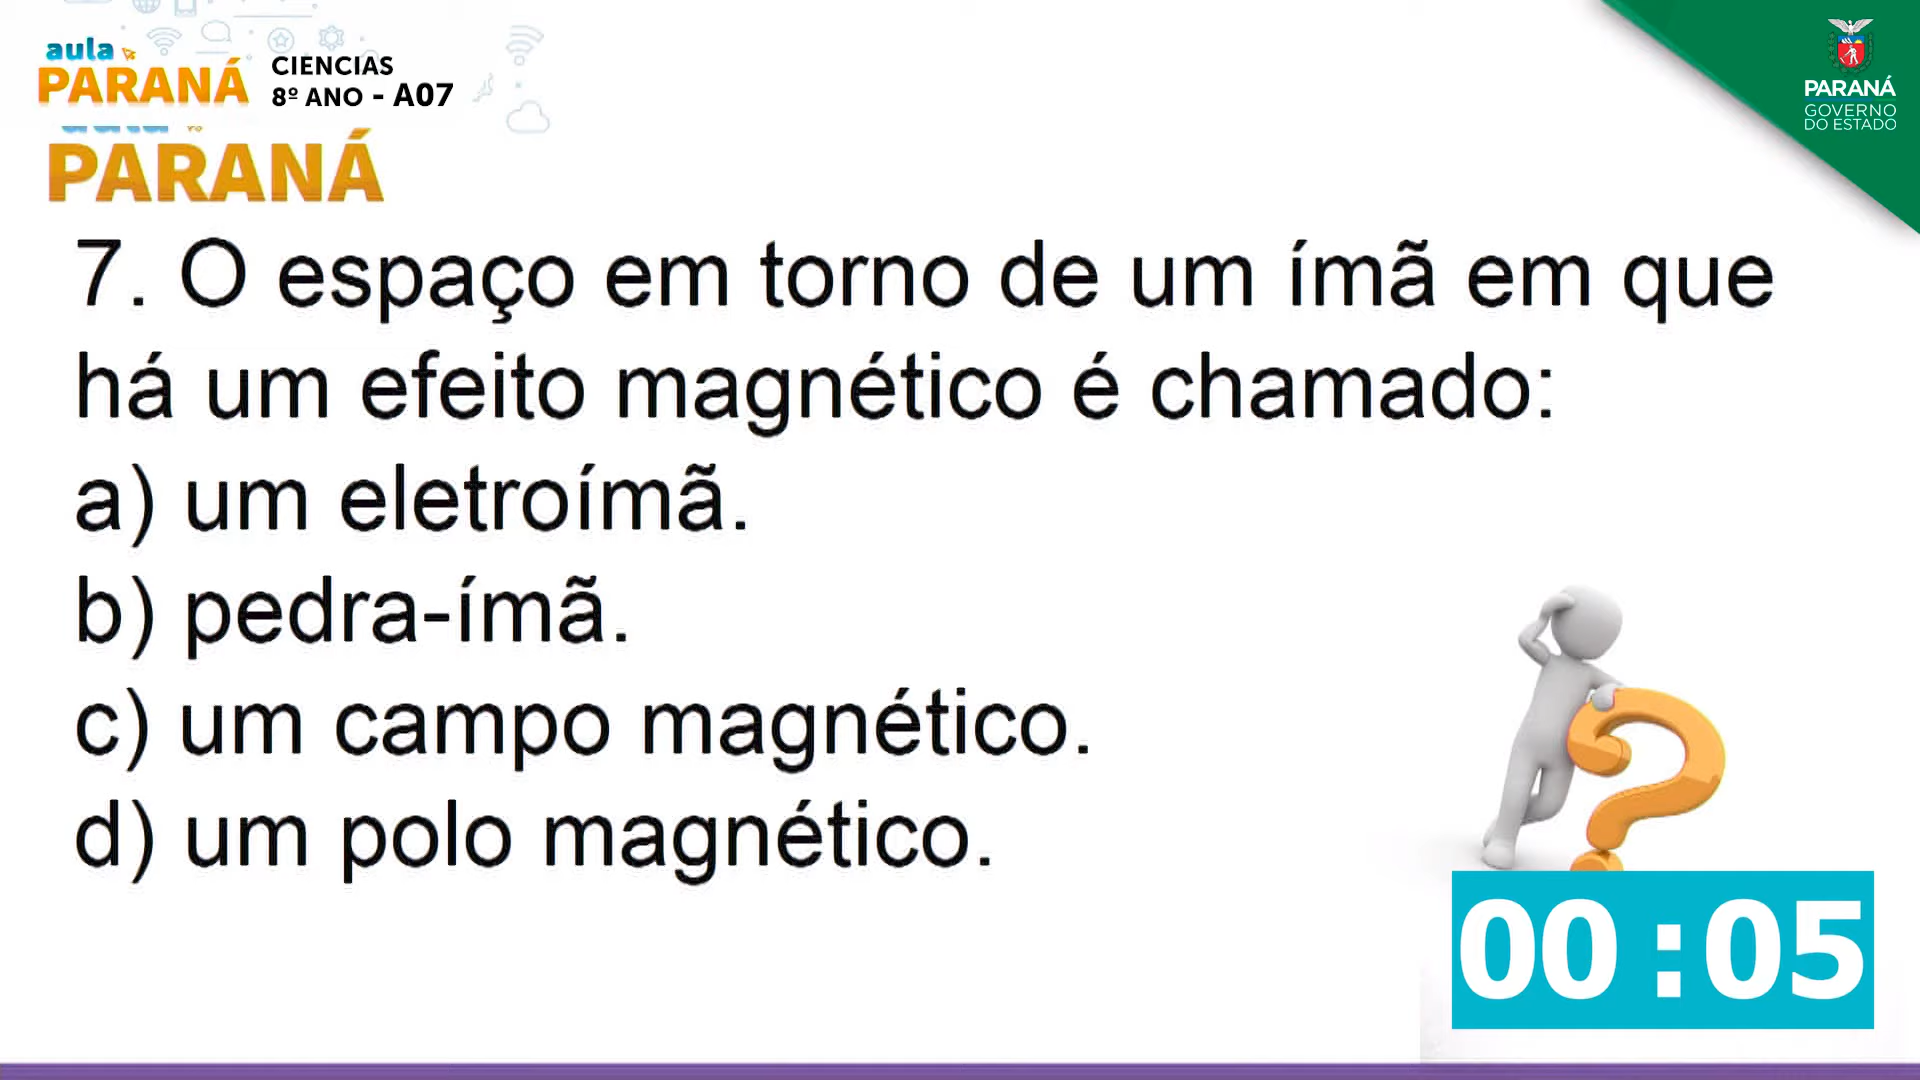 aula
PARANÁ
CIENCIAS
8º ANO - A07
PARANÁ
GOVERNO
DO ESTADO
PARANÁ
7. O espaço em torno de um ímã em que
há um efeito magnético é chamado:
a) um eletroímã.
b) pedra-ímã.
c) um campo magnético.
d) um polo magnético.
00:05